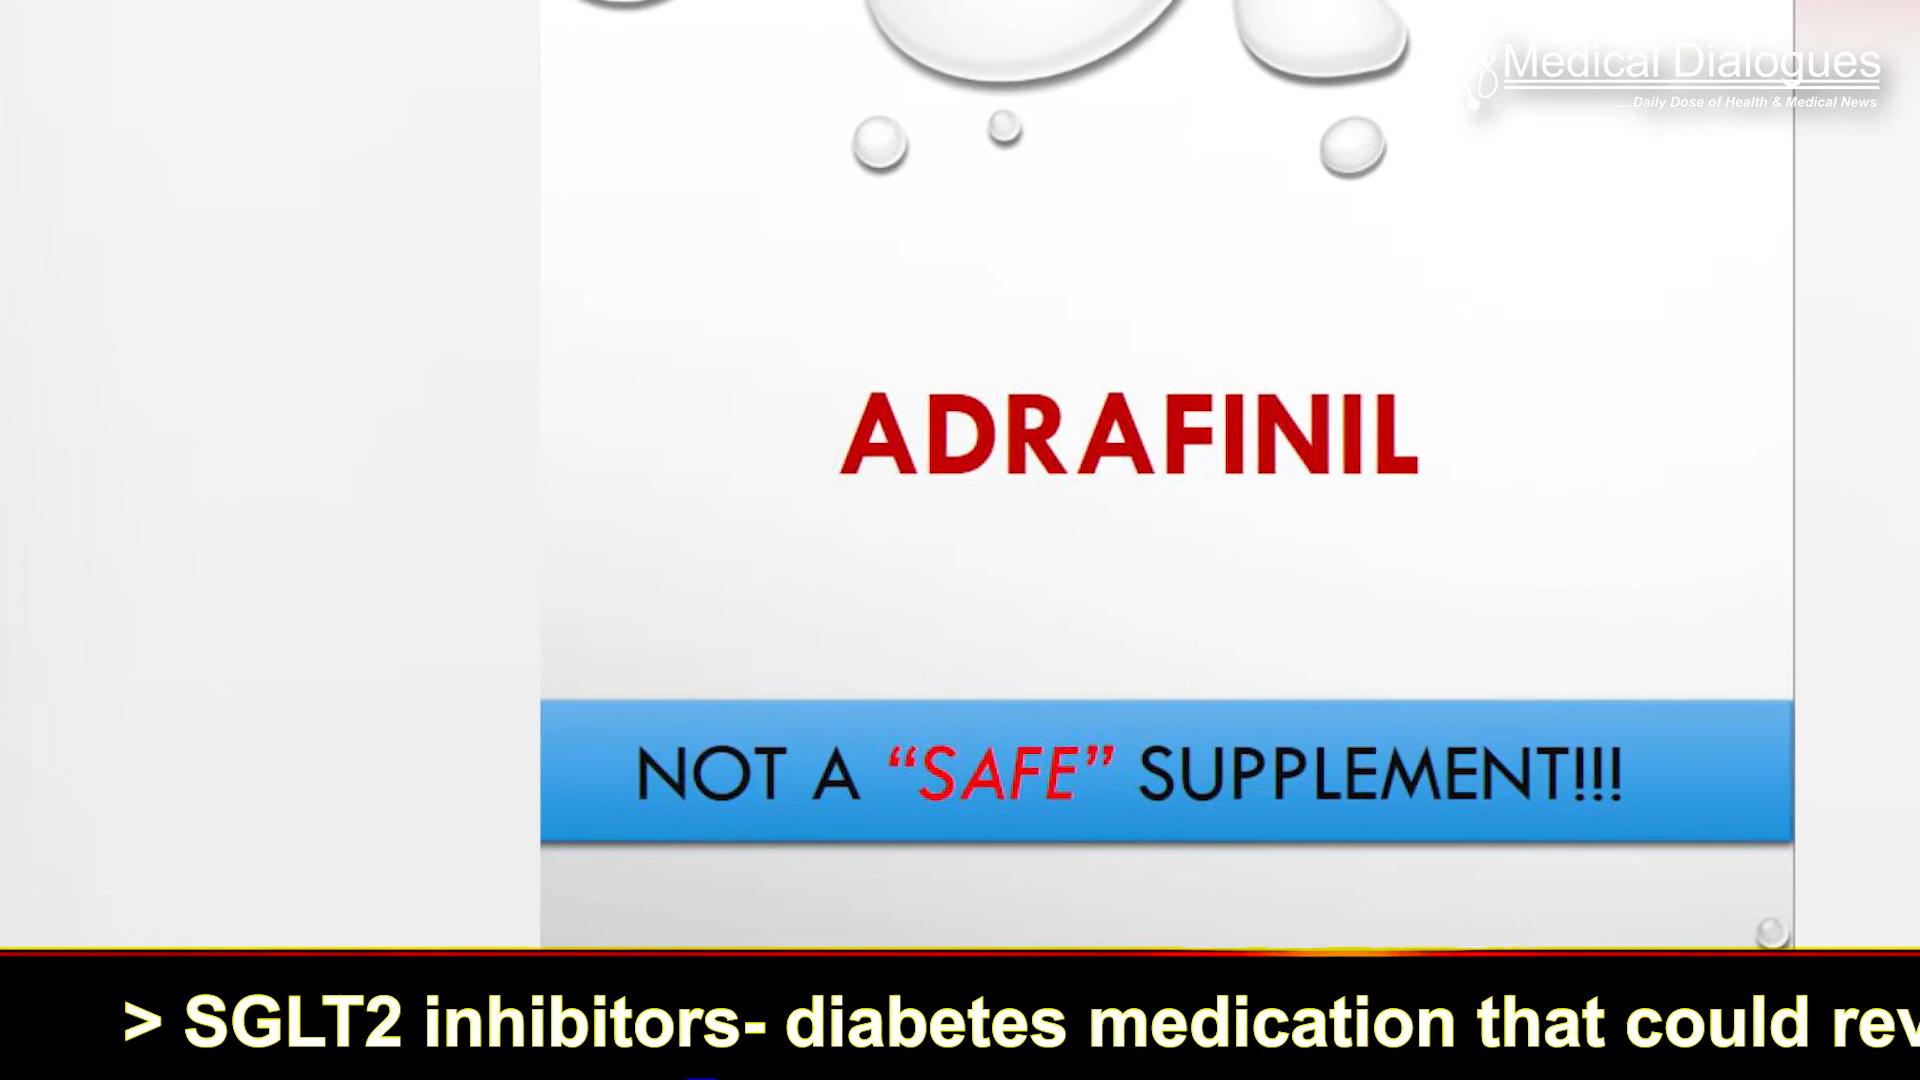 Medical Dialogues
....Daily Dose of Health & Medical News
ADRAFINIL
NOT A “SAFE” SUPPLEMENT!!!
> SGLT2 inhibitors- diabetes medication that could rev